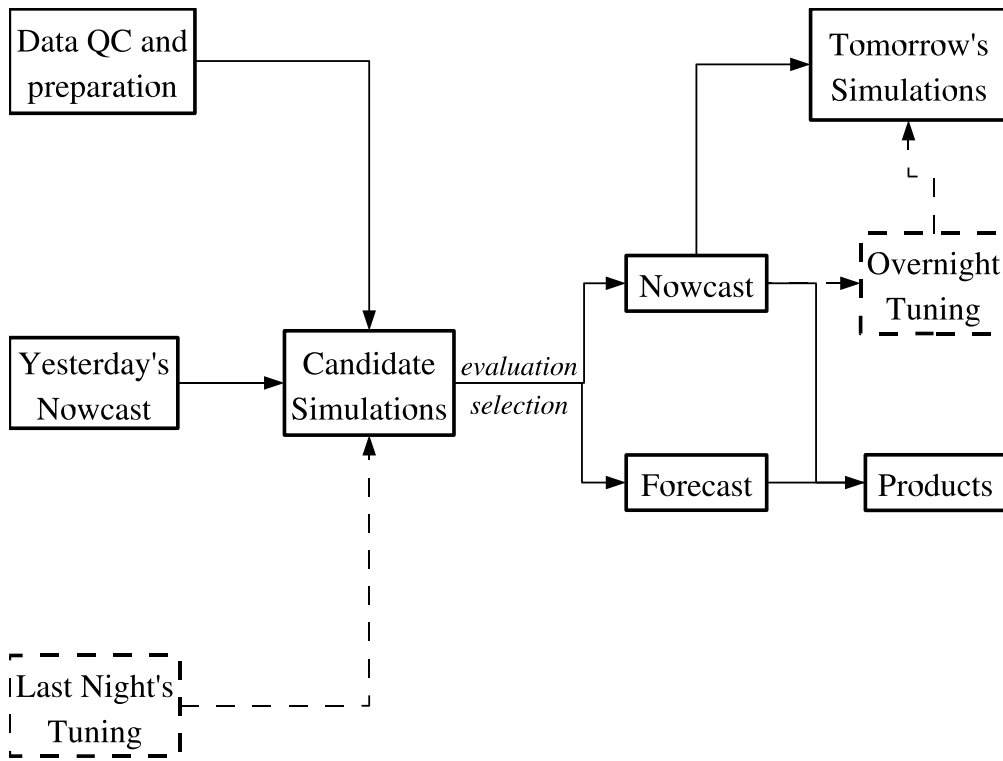 Data QC and
preparation
Tomorrow's
Simulations
Overnight
Tuning
Nowcast
Yesterday's
Nowcast
Candidate
Simulations
evaluation
selection
Forecast
Products
Last Night's
Tuning